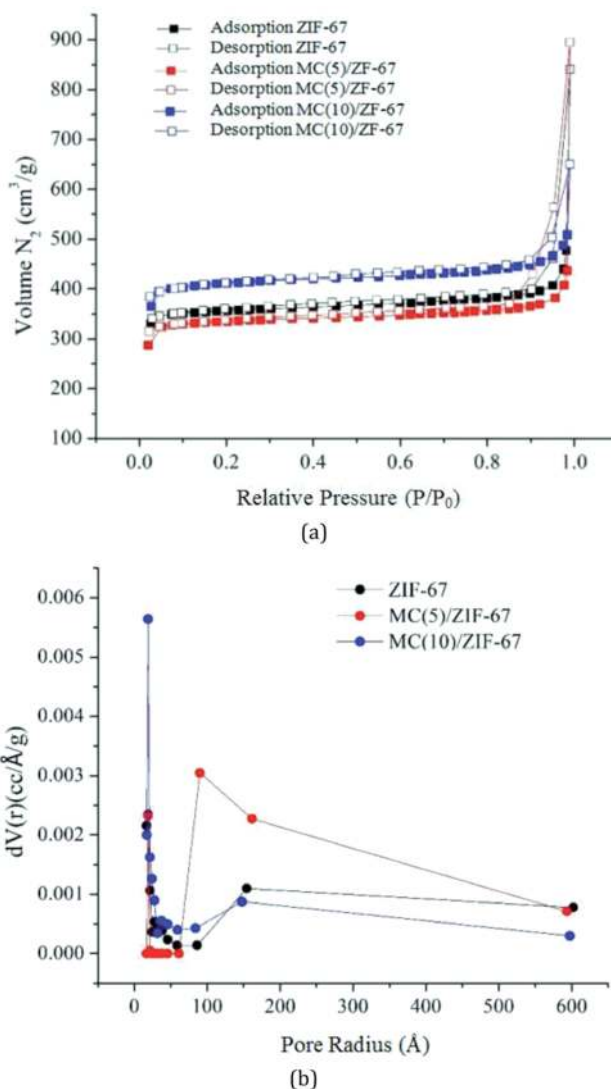 Adsorption ZIF-67
Desorption ZIF-67
Adsorption MC(5)/ZF-67
Desorption MC(5)/ZF-67
Adsorption MC(10)/ZF-67
Desorption MC(10)/ZF-67
900
800
700
600
500
400
300
200
100
Volume N₂ (cm³/g)
0.0 0.2 0.4 0.6 0.8 1.0
Relative Pressure (P/P₀)
(a)
ZIF-67
MC(5)/ZIF-67
MC(10)/ZIF-67
0.006
0.005
0.004
0.003
0.002
0.001
0.000
dV(r)(cc/Å/g)
0 100 200 300 400 500 600
Pore Radius (Å)
(b)